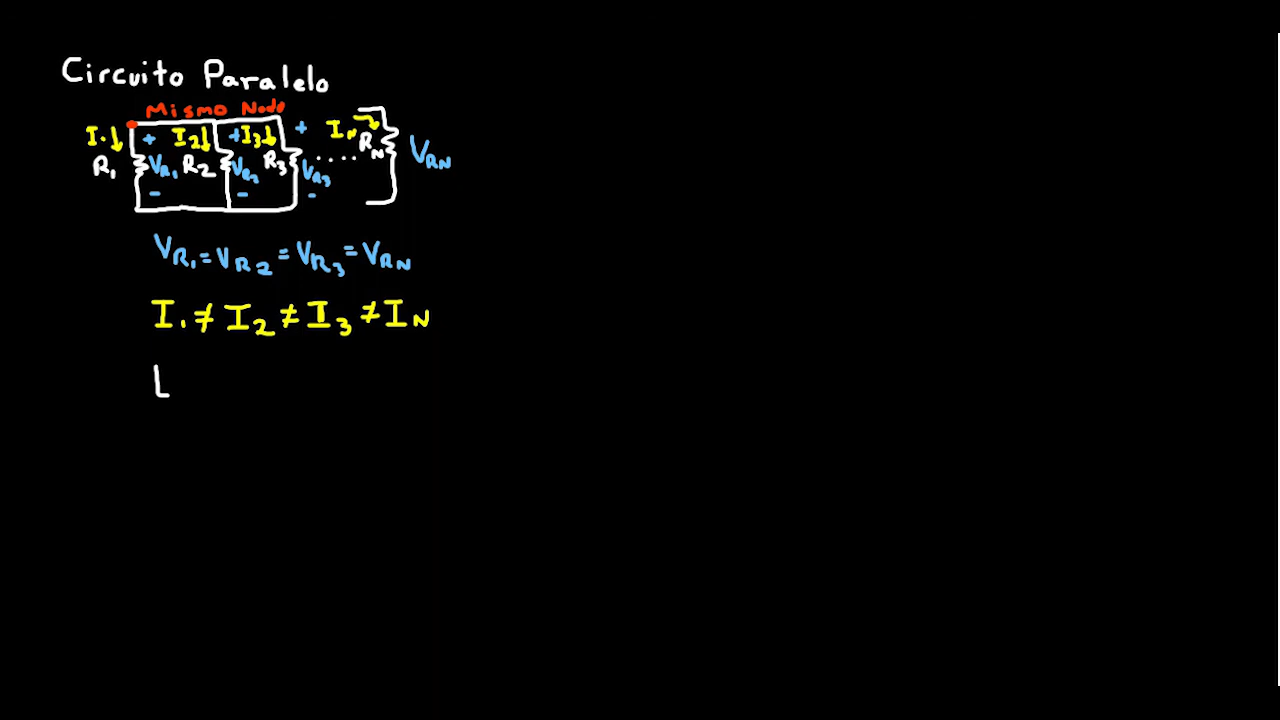 Circuito Paralelo
Mismo Nodo
I1 + I2 + I3 + IN
R1 VR1 R2 VR2 R3 VR3 .... RN VRN
- - -
VR1 = VR2 = VR3 = VRN
I1 ≠ I2 ≠ I3 ≠ IN
L